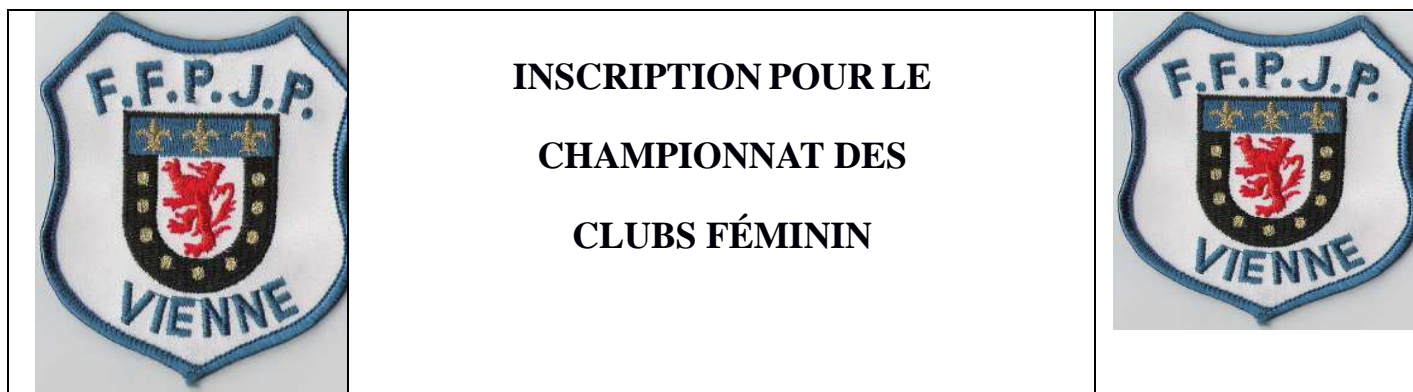 F.F.P.J.P.
VIENNE
INSCRIPTION POUR LE
CHAMPIONNAT DES
CLUBS FÉMININ
F.F.P.J.P.
VIENNE